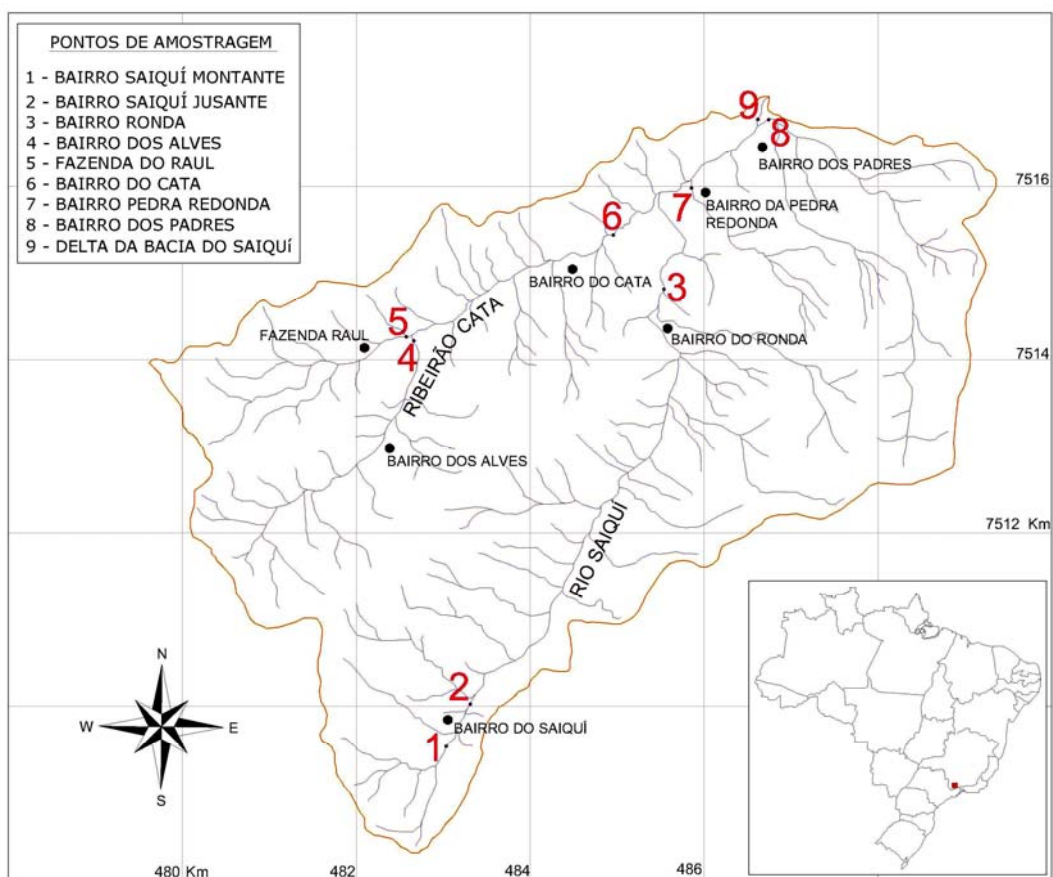 PONTOS DE AMOSTRAGEM
1 - BAIRRO SAIQUÍ MONTANTE
2 - BAIRRO SAIQUÍ JUSANTE
3 - BAIRRO RONDA
4 - BAIRRO DOS ALVES
5 - FAZENDA DO RAUL
6 - BAIRRO DO CATA
7 - BAIRRO PEDRA REDONDA
8 - BAIRRO DOS PADRES
9 - DELTA DA BACIA DO SAIQUÍ
9
8
BAIRRO DOS PADRES
7516
7
BAIRRO DA PEDRA
REDONDA
6
BAIRRO DO CATA
3
BAIRRO DO RONDA
5
FAZENDA RAUL
4
RIBEIRÃO CATA
7514
BAIRRO DOS ALVES
7512 Km
RIO SAIQUÍ
2
BAIRRO DO SAIQUÍ
1
N
W
E
S
480 Km
482
484
486